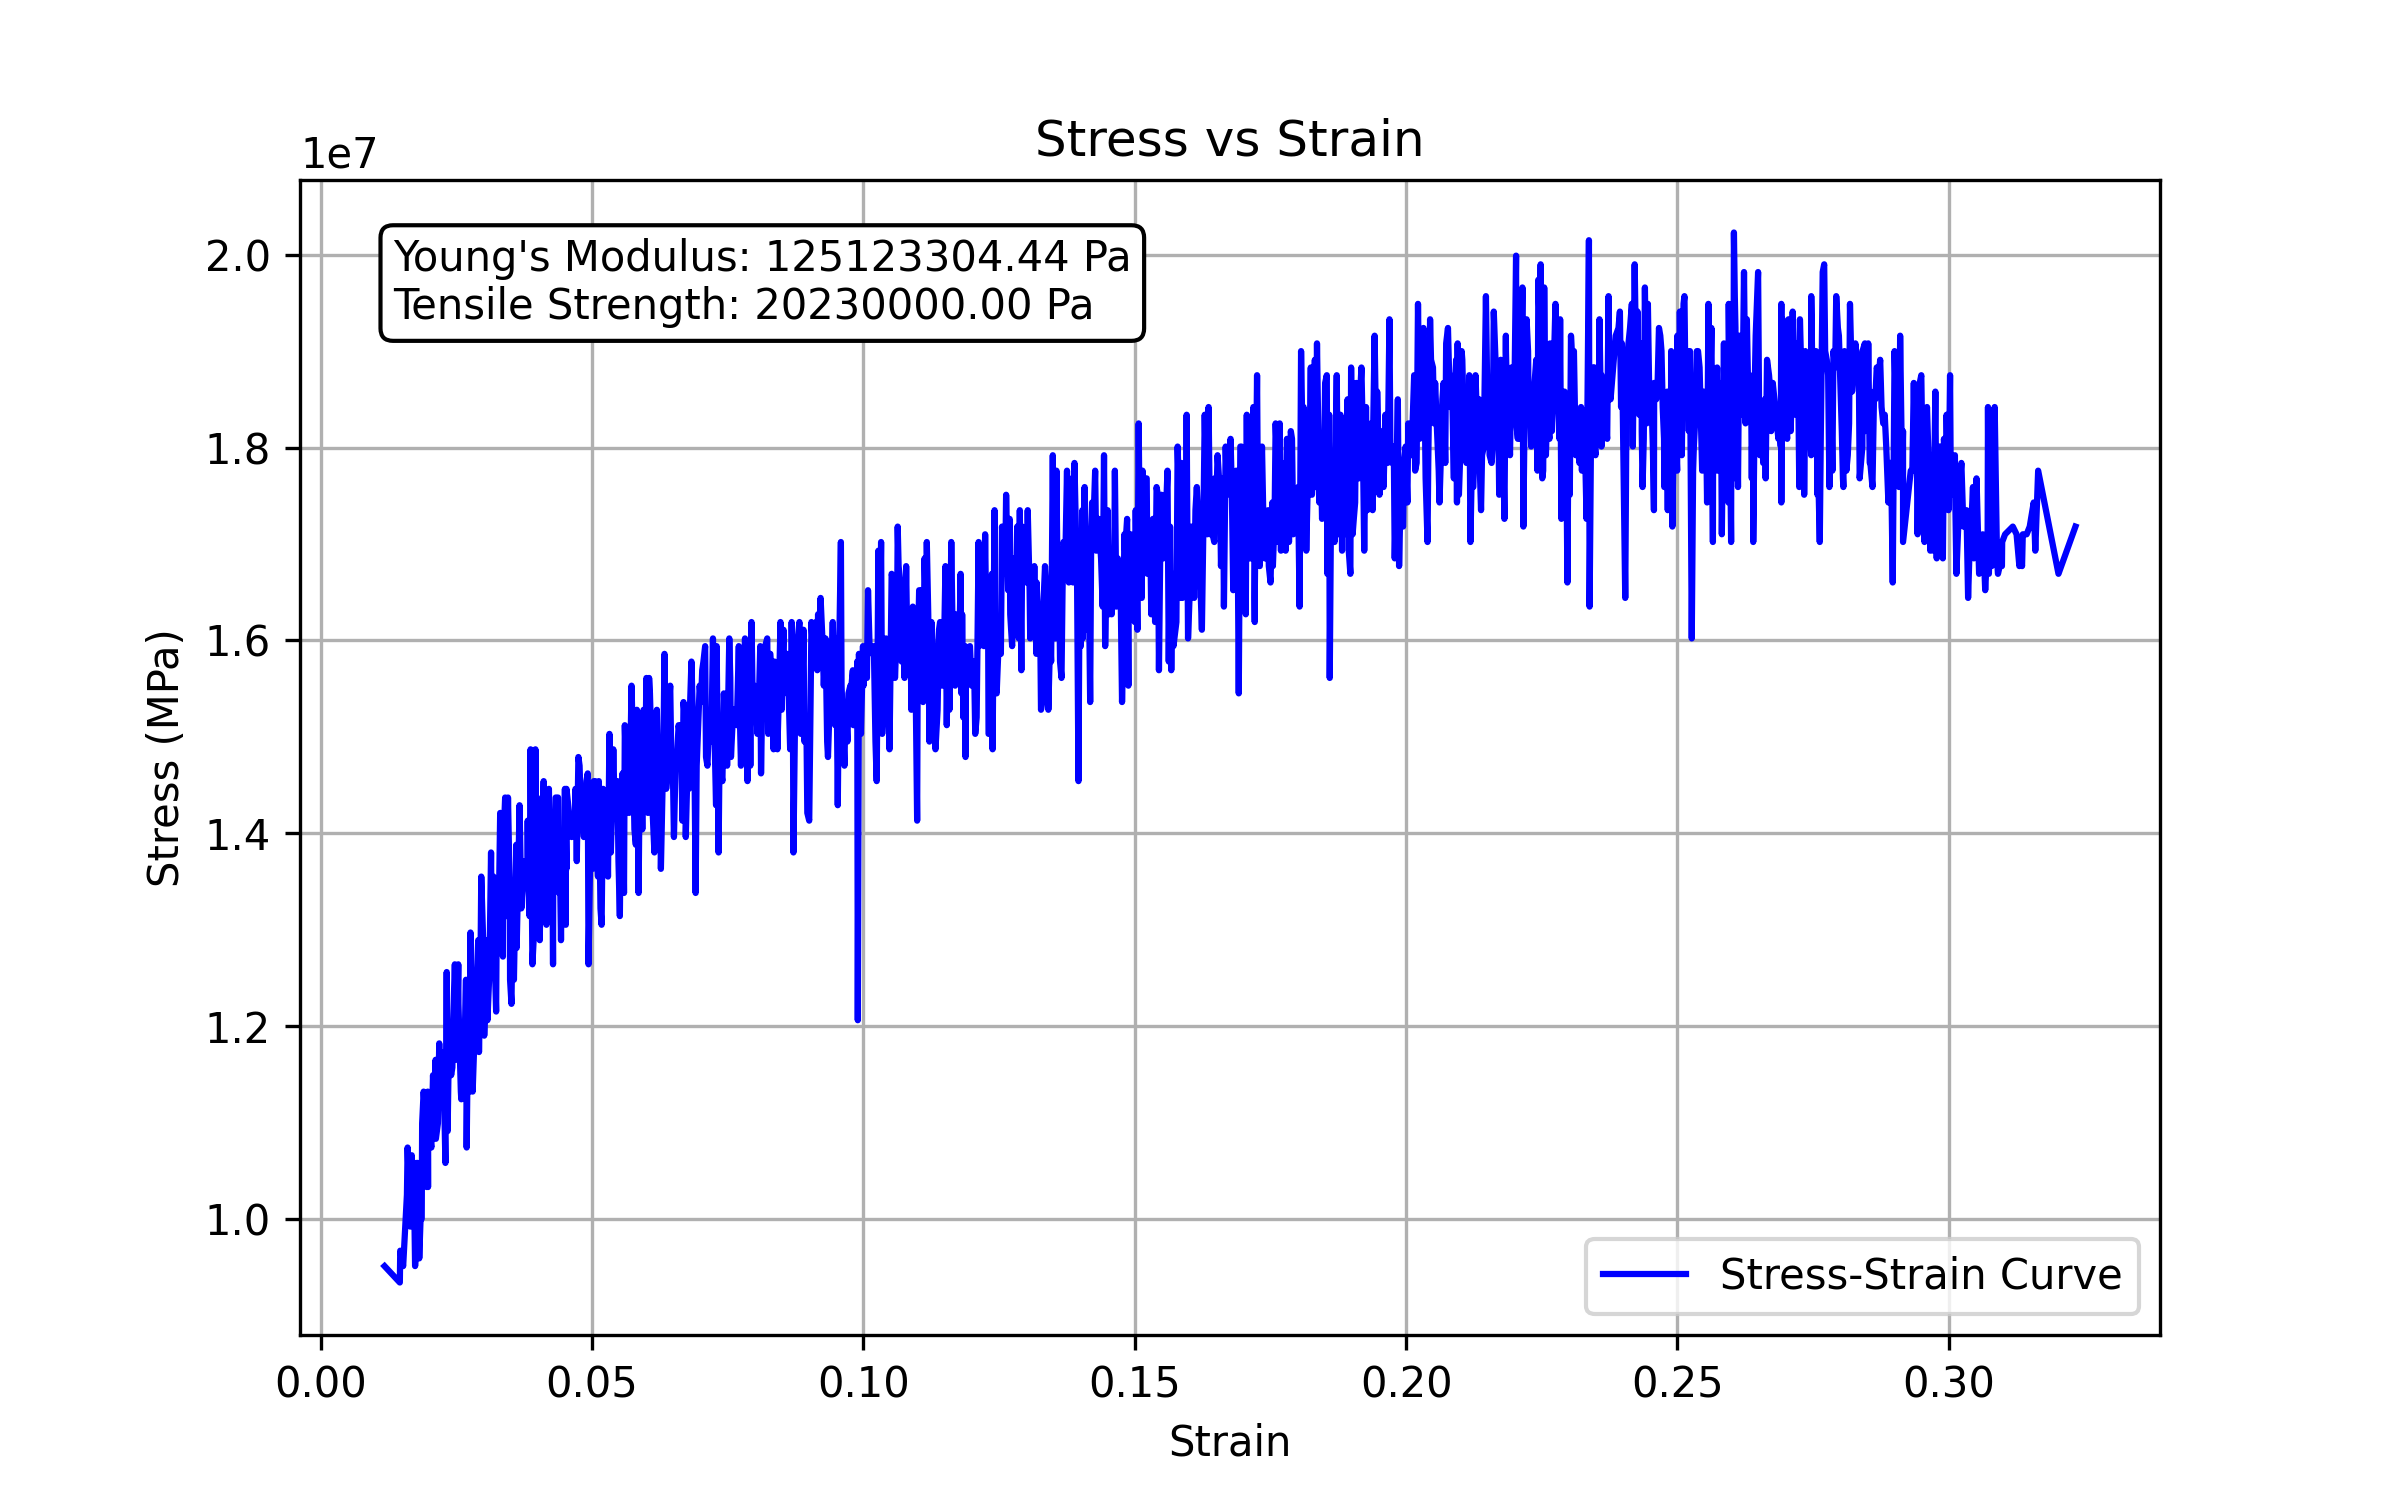 Stress vs Strain
1e7
Young's Modulus: 125123304.44 Pa
Tensile Strength: 20230000.00 Pa
2.0
1.8
1.6
1.4
1.2
1.0
Stress (MPa)
Stress-Strain Curve
0.00 0.05 0.10 0.15 0.20 0.25 0.30
Strain